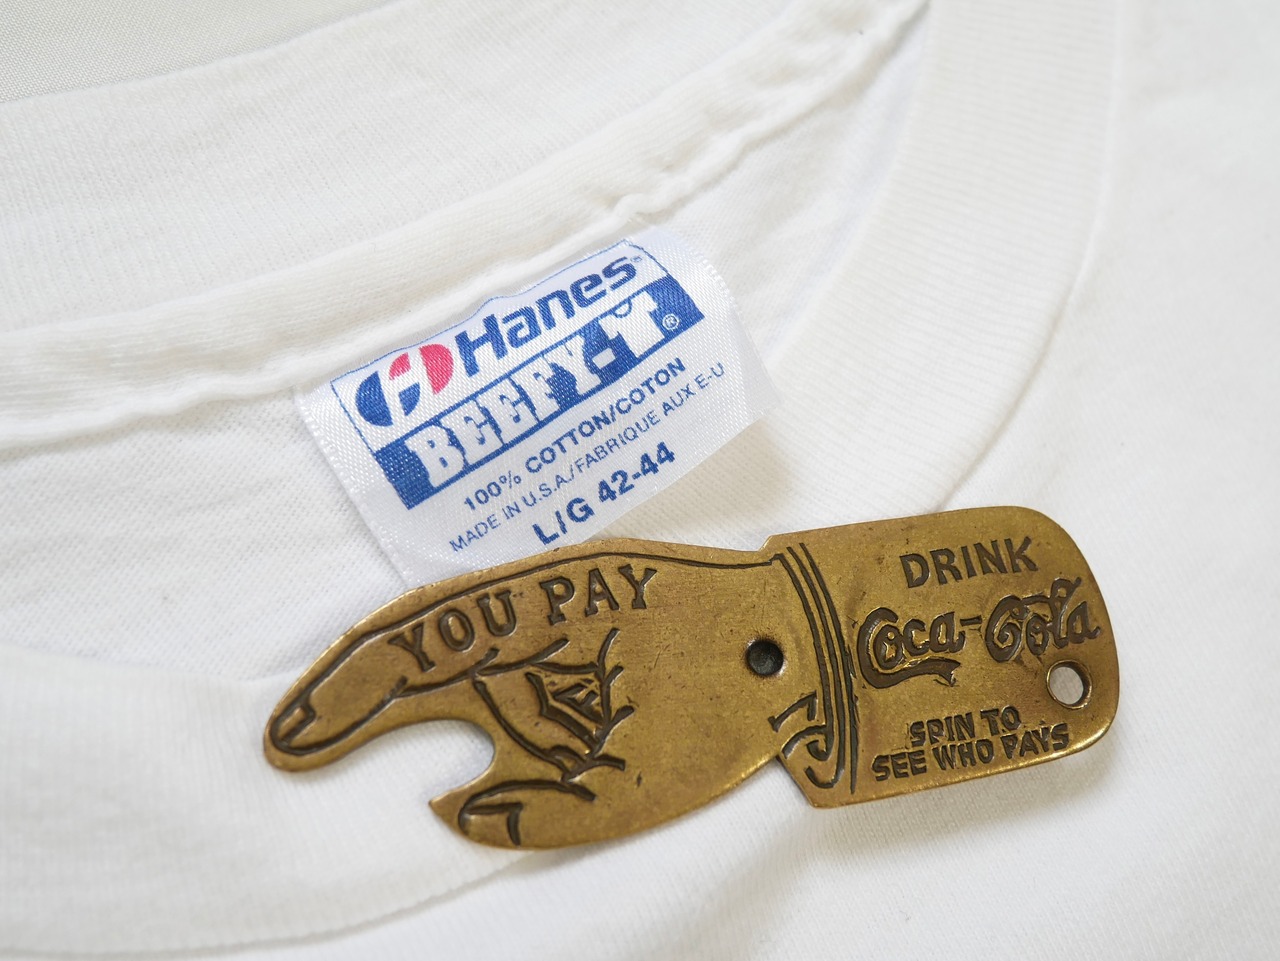 Hanes®
BEEFY-T®
100% COTTON/COTON
MADE IN U.S.A./FABRIQUE AUX E-U
L/G 42-44
YOU PAY
DRINK
Coca-Cola
SPIN TO
SEE WHO PAYS